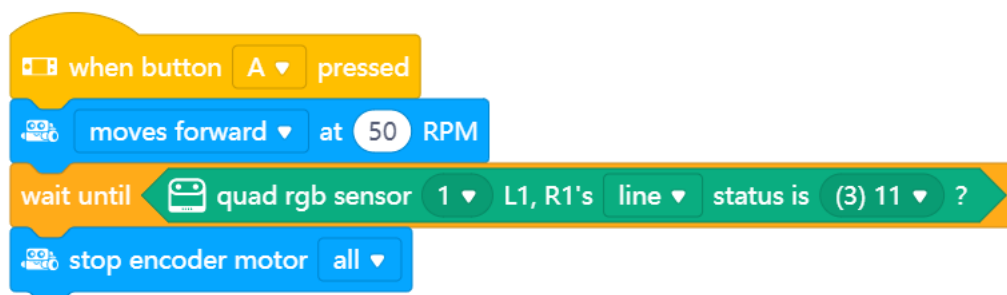 when button A pressed
moves forward at 50 RPM
wait until quad rgb sensor 1 L1, R1's line status is (3) 11 ?
stop encoder motor all